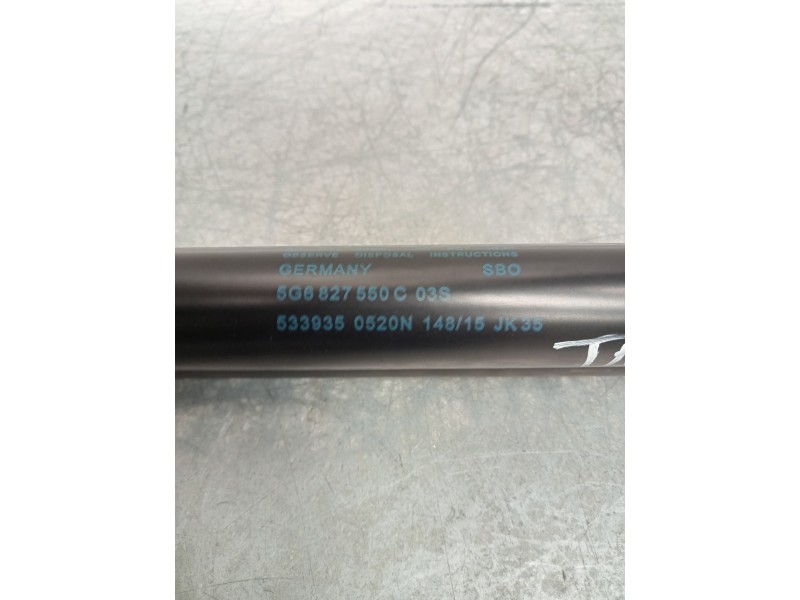 OBSERVE DISPOSAL INSTRUCTIONS
GERMANY SBO
5G6 827 550 C 03S
533935 0520N 148/15 JK35